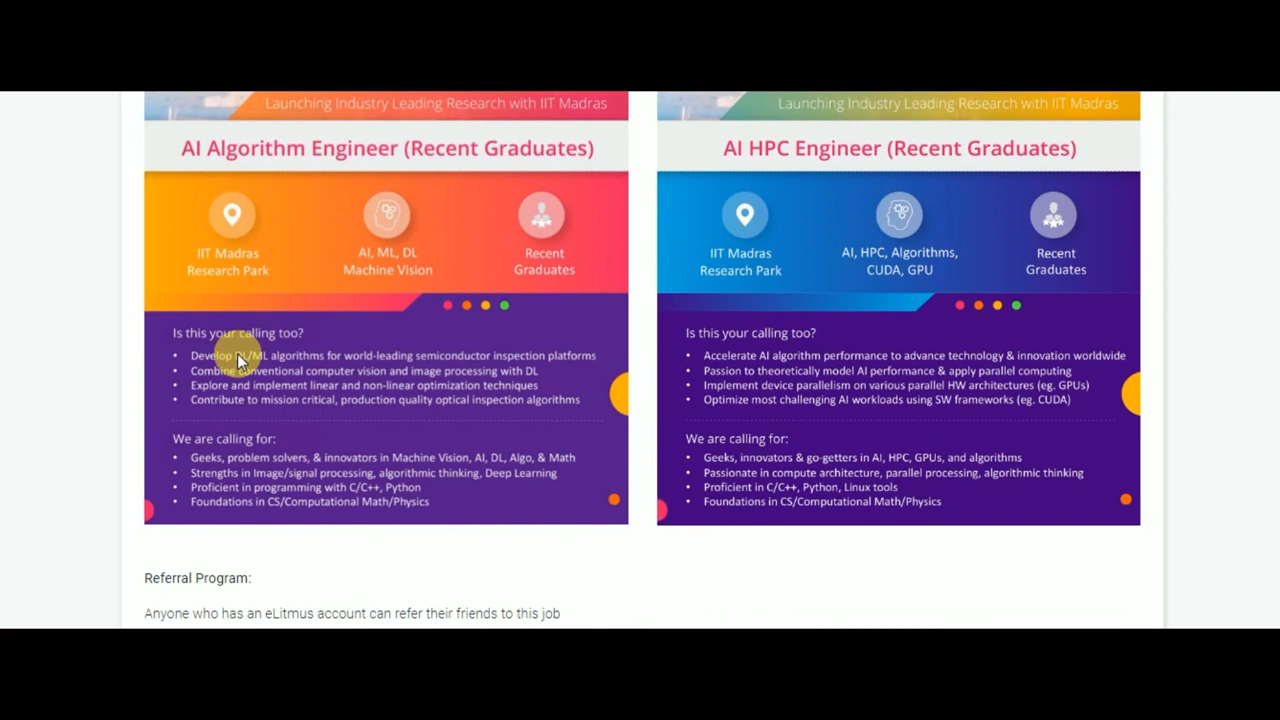 Launching Industry Leading Research with IIT Madras
AI Algorithm Engineer (Recent Graduates)
IIT Madras
Research Park
AI, ML, DL
Machine Vision
Recent
Graduates
Is this your calling too?
• Develop DL/ML algorithms for world-leading semiconductor inspection platforms
• Combine conventional computer vision and image processing with DL
• Explore and implement linear and non-linear optimization techniques
• Contribute to mission critical, production quality optical inspection algorithms
We are calling for:
• Geeks, problem solvers, & innovators in Machine Vision, AI, DL, Algo, & Math
• Strengths in Image/signal processing, algorithmic thinking, Deep Learning
• Proficient in programming with C/C++, Python
• Foundations in CS/Computational Math/Physics
Launching Industry Leading Research with IIT Madras
AI HPC Engineer (Recent Graduates)
IIT Madras
Research Park
AI, HPC, Algorithms,
CUDA, GPU
Recent
Graduates
Is this your calling too?
• Accelerate AI algorithm performance to advance technology & innovation worldwide
• Passion to theoretically model AI performance & apply parallel computing
• Implement device parallelism on various parallel HW architectures (eg. GPUs)
• Optimize most challenging AI workloads using SW frameworks (eg. CUDA)
We are calling for:
• Geeks, innovators & go-getters in AI, HPC, GPUs, and algorithms
• Passionate in compute architecture, parallel processing, algorithmic thinking
• Proficient in C/C++, Python, Linux tools
• Foundations in CS/Computational Math/Physics
Referral Program:
Anyone who has an eLitmus account can refer their friends to this job